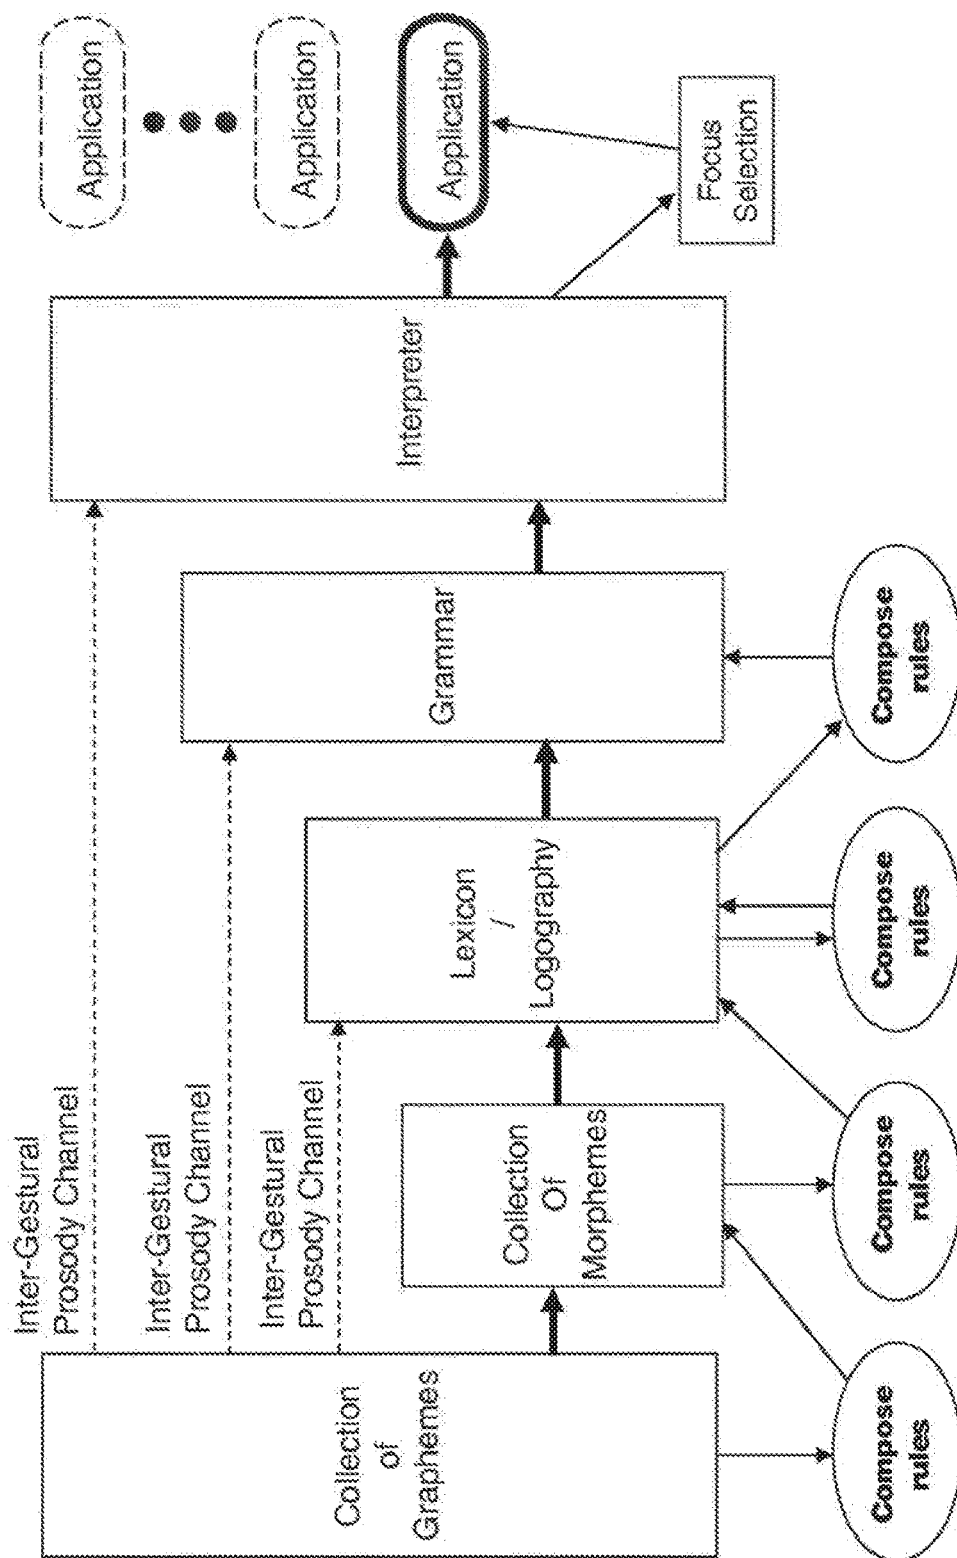 Inter-Gestural
Prosody Channel
Inter-Gestural
Prosody Channel
Inter-Gestural
Prosody Channel
Collection
of
Graphemes
Collection
Of
Morphemes
Lexicon
/
Logography
Grammar
Interpreter
Application
Application
Application
Focus
Selection
Compose
rules
Compose
rules
Compose
rules
Compose
rules